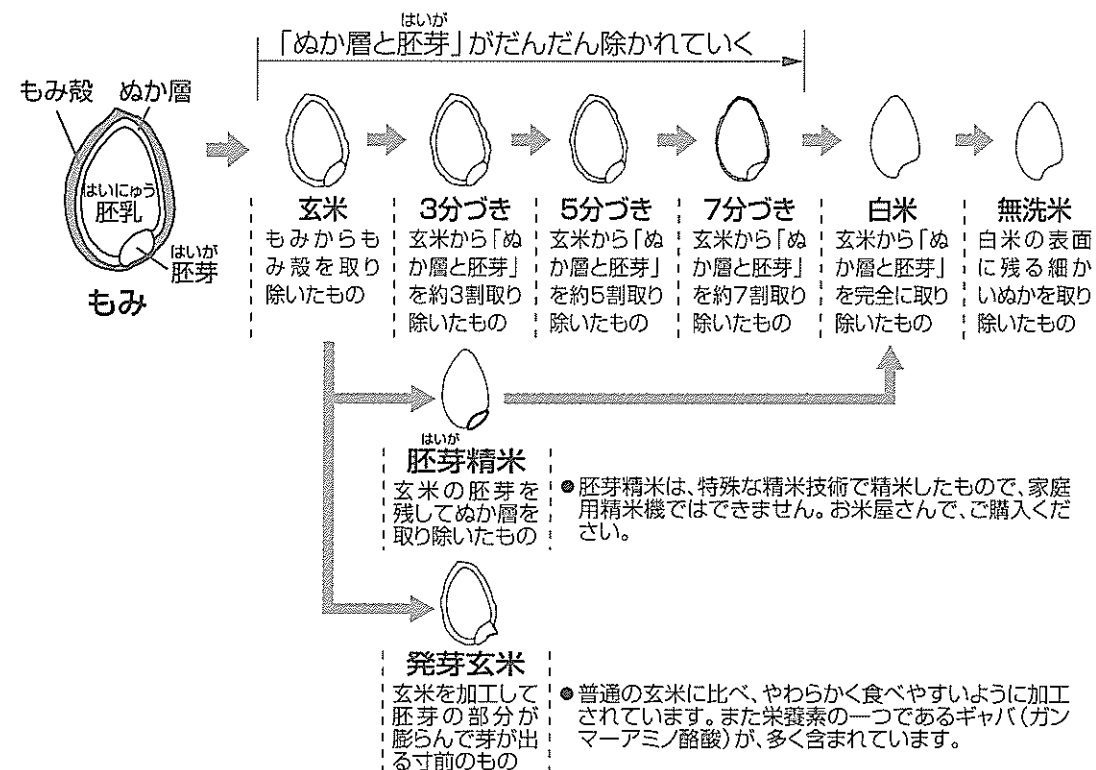 「ぬか層と胚芽」がだんだん除かれていく
はいが
もみ殻 ぬか層
はいにゅう
胚乳
はいが
胚芽
もみ
玄米
もみからも
み殻を取り
除いたもの
3分づき
玄米から「ぬ
か層と胚芽」
を約3割取り
除いたもの
5分づき
玄米から「ぬ
か層と胚芽」
を約5割取り
除いたもの
7分づき
玄米から「ぬ
か層と胚芽」
を約7割取り
除いたもの
白米
玄米から「ぬ
か層と胚芽」
を完全に取り
除いたもの
無洗米
白米の表面
に残る細か
いぬかを取り
除いたもの
はいが
胚芽精米
玄米の胚芽を
残してぬか層を
取り除いたもの
●胚芽精米は、特殊な精米技術で精米したもので、家庭
用精米機ではできません。お米屋さんで、ご購入くだ
さい。
発芽玄米
玄米を加工して
胚芽の部分が
膨らんで芽が出
る寸前のもの
●普通の玄米に比べ、やわらかく食べやすいように加工
されています。また栄養素の一つであるギャバ(ガン
マーアミノ酪酸)が、多く含まれています。